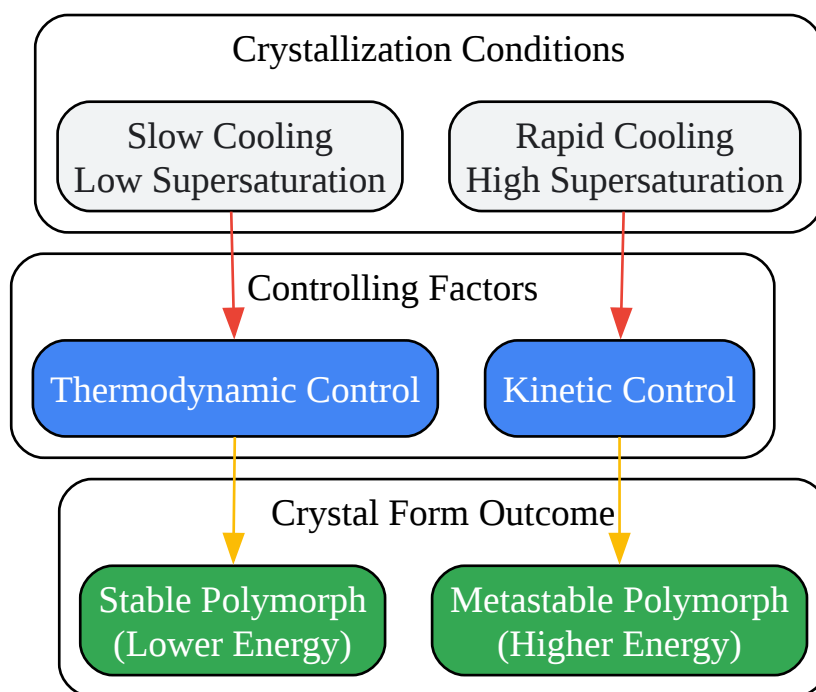 Crystallization Conditions
Slow Cooling
Low Supersaturation
Rapid Cooling
High Supersaturation
Controlling Factors
Thermodynamic Control
Kinetic Control
Crystal Form Outcome
Stable Polymorph
(Lower Energy)
Metastable Polymorph
(Higher Energy)